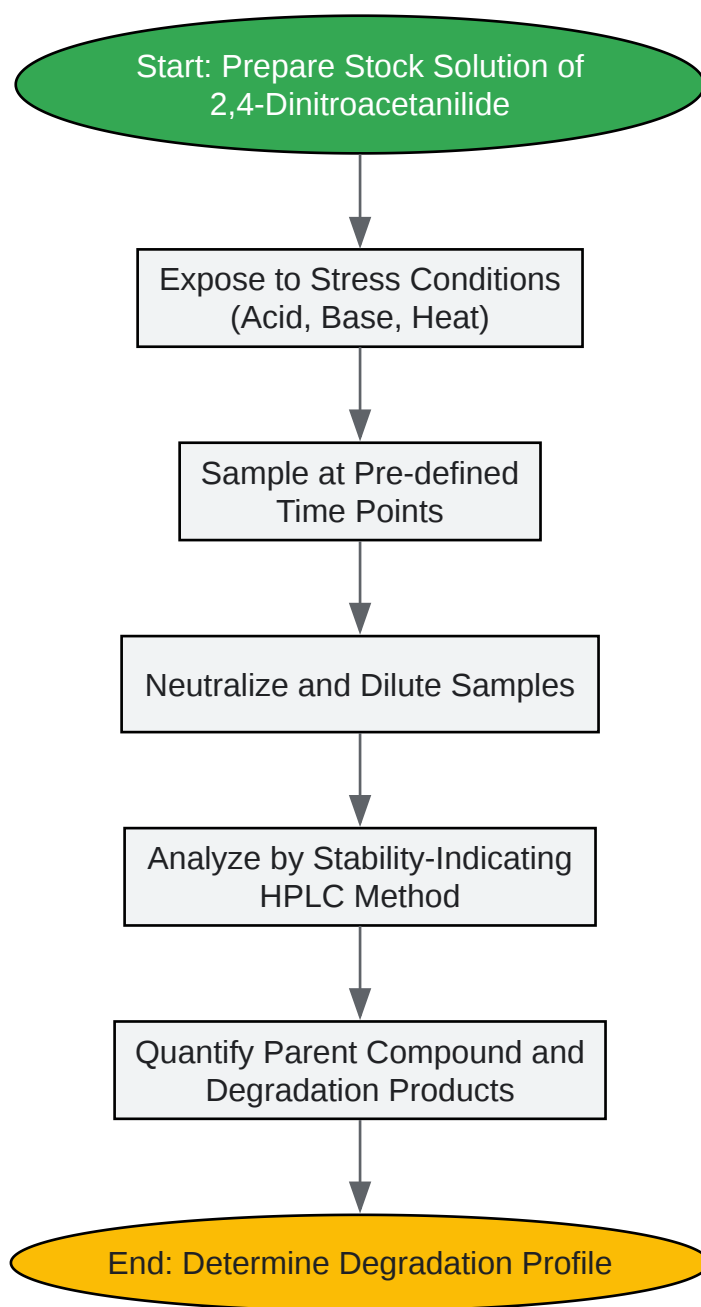 Start: Prepare Stock Solution of
2,4-Dinitroacetanilide
Expose to Stress Conditions
(Acid, Base, Heat)
Sample at Pre-defined
Time Points
Neutralize and Dilute Samples
Analyze by Stability-Indicating
HPLC Method
Quantify Parent Compound and
Degradation Products
End: Determine Degradation Profile